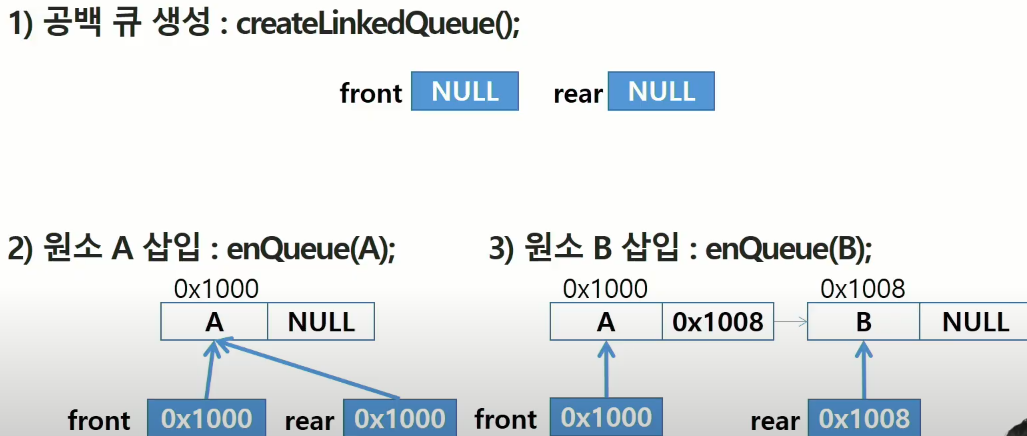 1) 공백 큐 생성 : createLinkedQueue();
front NULL rear NULL
2) 원소 A 삽입 : enQueue(A);
0x1000
A NULL
front 0x1000 rear 0x1000
3) 원소 B 삽입 : enQueue(B);
0x1000 0x1008
A 0x1008 B NULL
front 0x1000 rear 0x1008